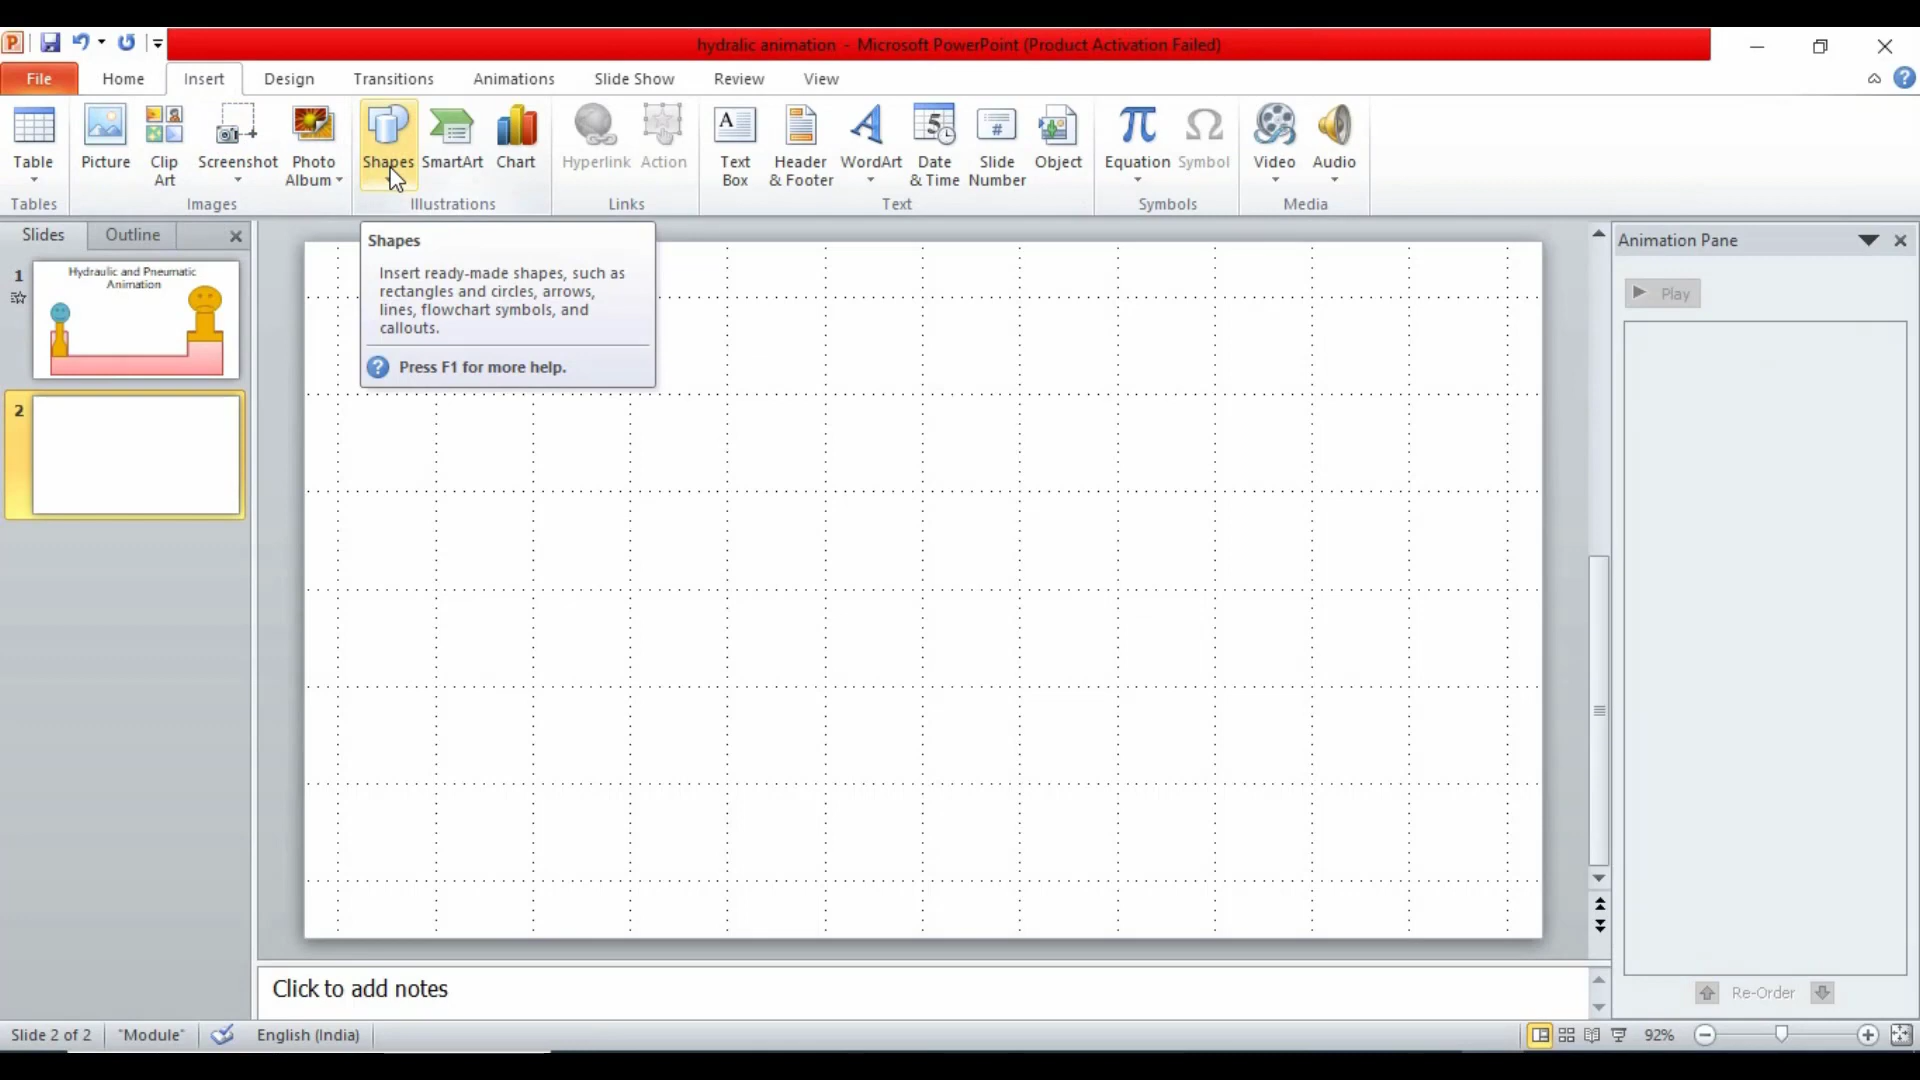 hydralic animation - Microsoft PowerPoint (Product Activation Failed)
File Home Insert Design Transitions Animations Slide Show Review View
Table
Picture
Clip
Art
Screenshot
Photo
Album
Shapes
SmartArt
Chart
Hyperlink
Action
Text
Box
Header
& Footer
WordArt
Date
& Time
Slide
Number
Object
Equation
Symbol
Video
Audio
Tables Images Illustrations Links Text Symbols Media
Slides Outline
1
Hydraulic and Pneumatic
Animation
2
Shapes
Insert ready-made shapes, such as
rectangles and circles, arrows,
lines, flowchart symbols, and
callouts.
Press F1 for more help.
Animation Pane
Play
Re-Order
Click to add notes
Slide 2 of 2 "Module" English (India) 92%